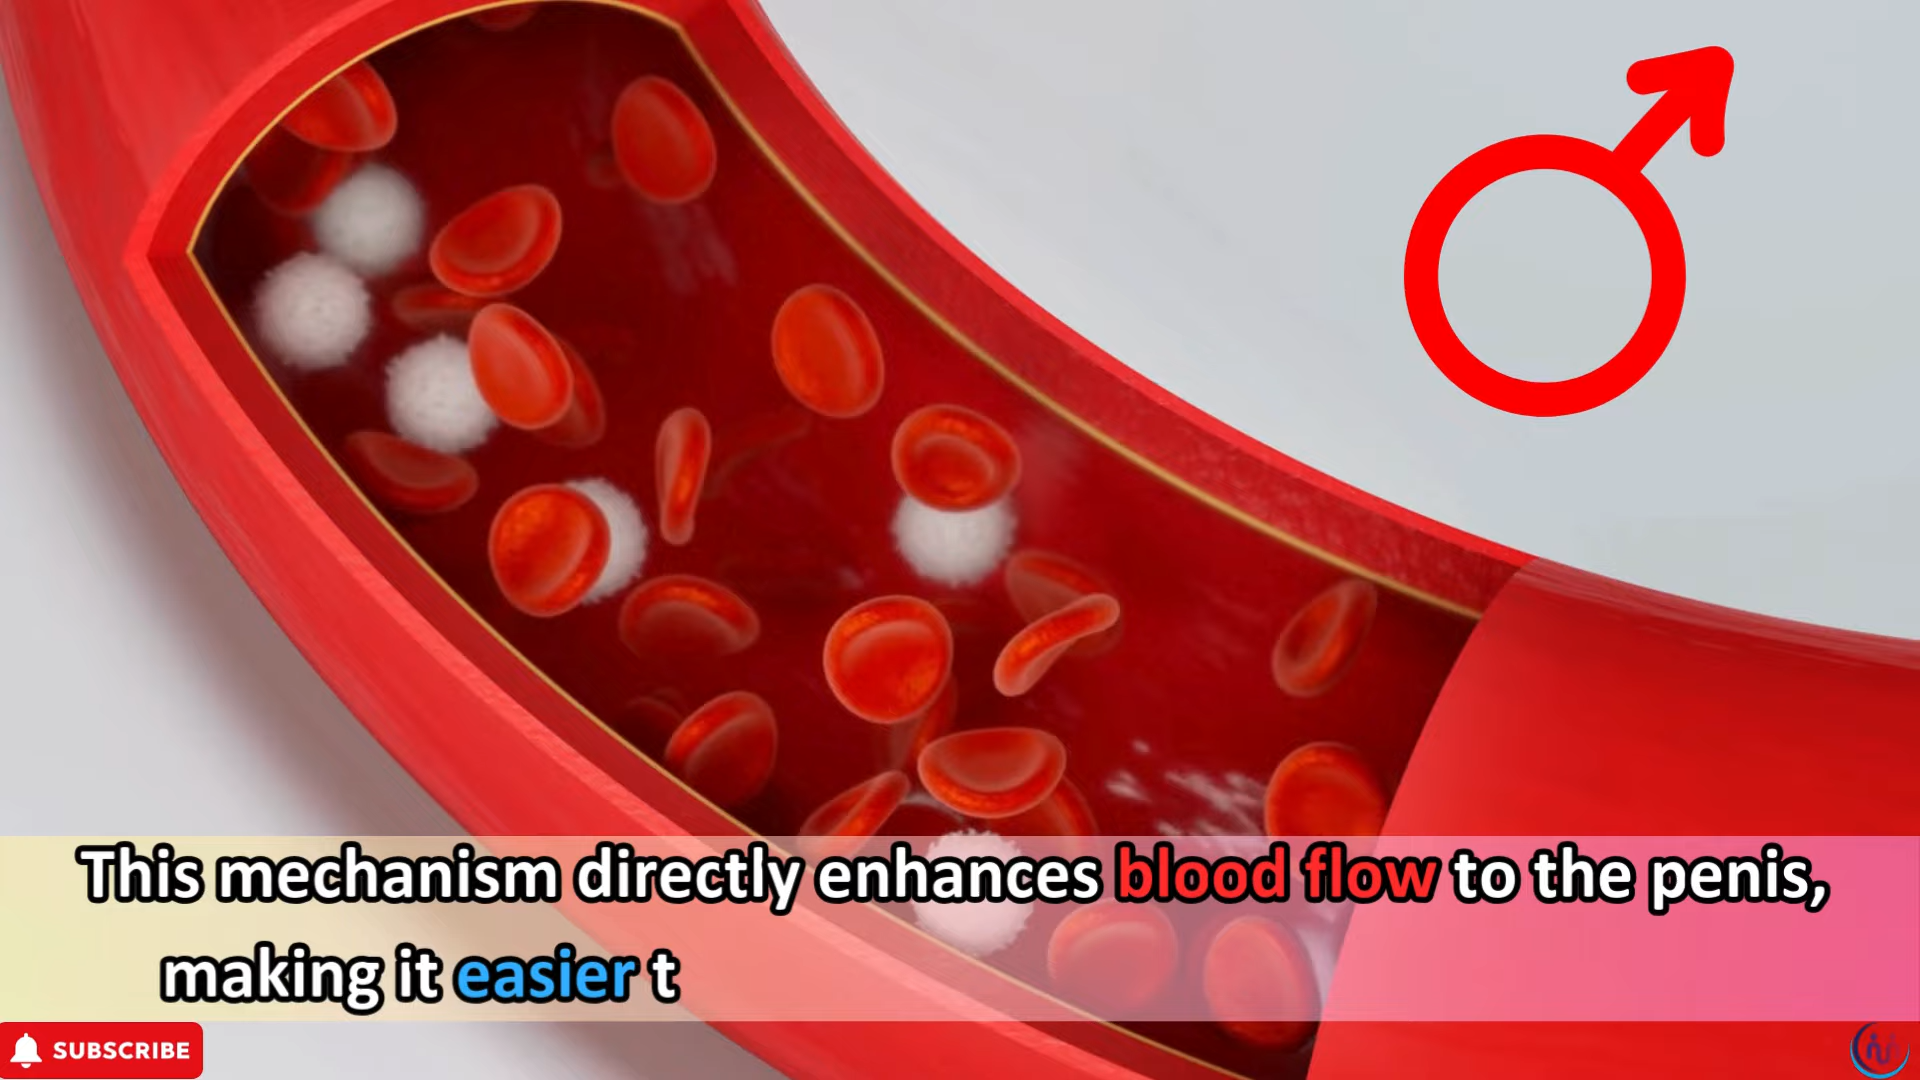 This mechanism directly enhances blood flow to the penis,
making it easier t
SUBSCRIBE